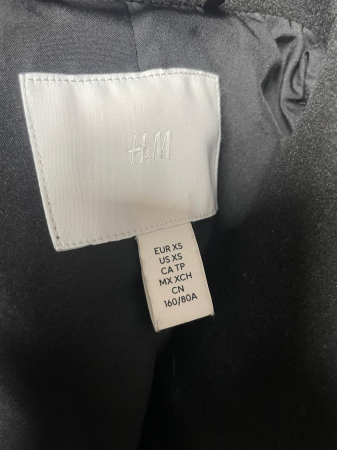 H&M
EUR XS
US XS
CA TP
MX XCH
CN
160/80A